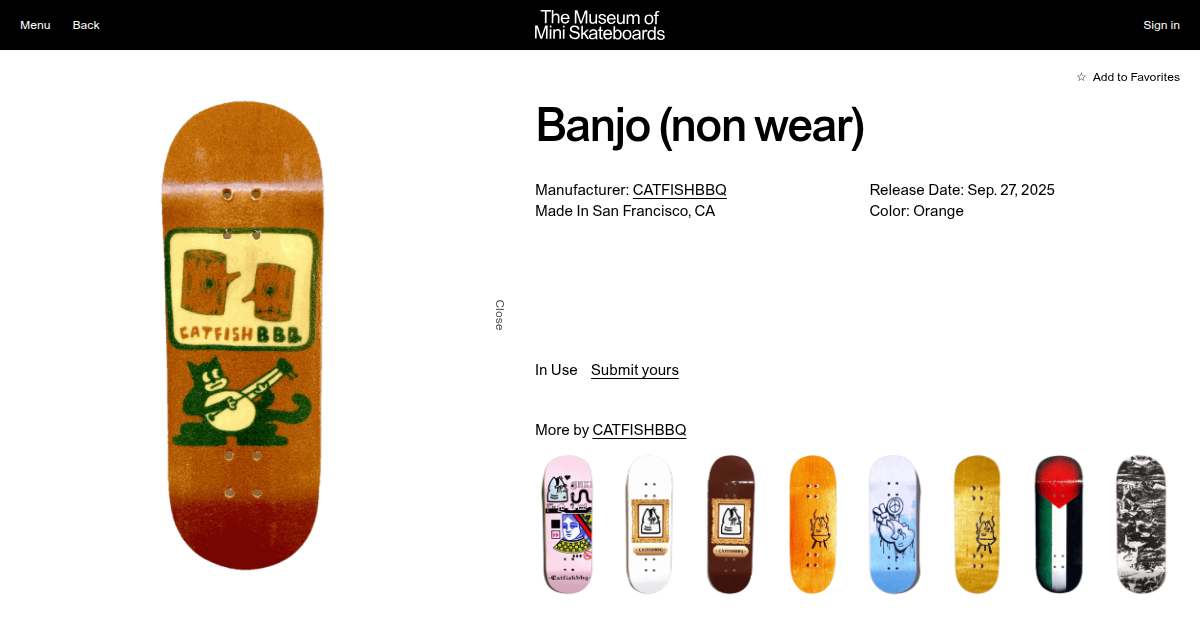 Menu
Back
The Museum of
Mini Skateboards
Sign in
☆ Add to Favorites
Banjo (non wear)
Manufacturer: CATFISHBBQ
Made In San Francisco, CA
Release Date: Sep. 27, 2025
Color: Orange
CATFISHBBQ
Close
In Use
Submit yours
More by CATFISHBBQ
Catfishbbq
CATFISHBBQ
CATFISHBBQ